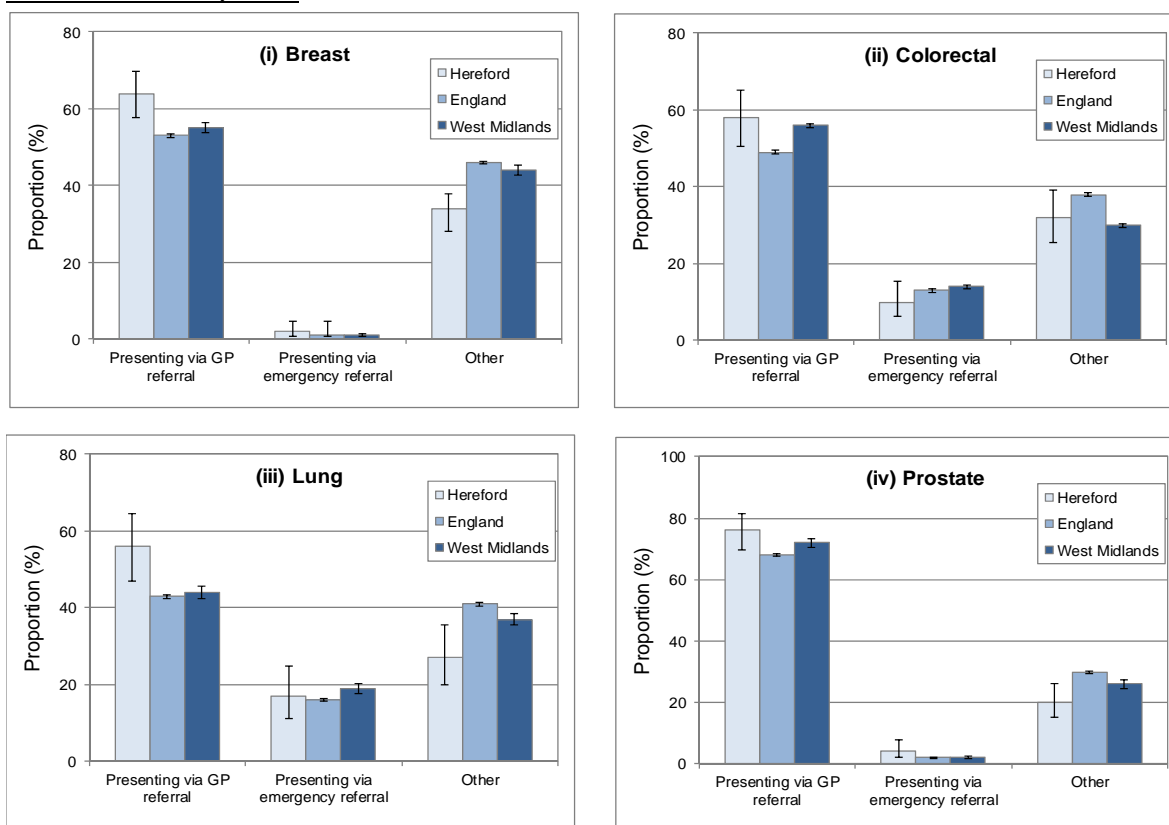 (i) Breast
Proportion (%)
80
60
40
20
0
Hereford
England
West Midlands
Presenting via GP
referral
Presenting via
emergency referral
Other
(ii) Colorectal
Proportion (%)
80
60
40
20
0
Hereford
England
West Midlands
Presenting via GP
referral
Presenting via
emergency referral
Other
(iii) Lung
Proportion (%)
80
60
40
20
0
Hereford
England
West Midlands
Presenting via GP
referral
Presenting via
emergency referral
Other
(iv) Prostate
Proportion (%)
100
80
60
40
20
0
Hereford
England
West Midlands
Presenting via GP
referral
Presenting via
emergency referral
Other